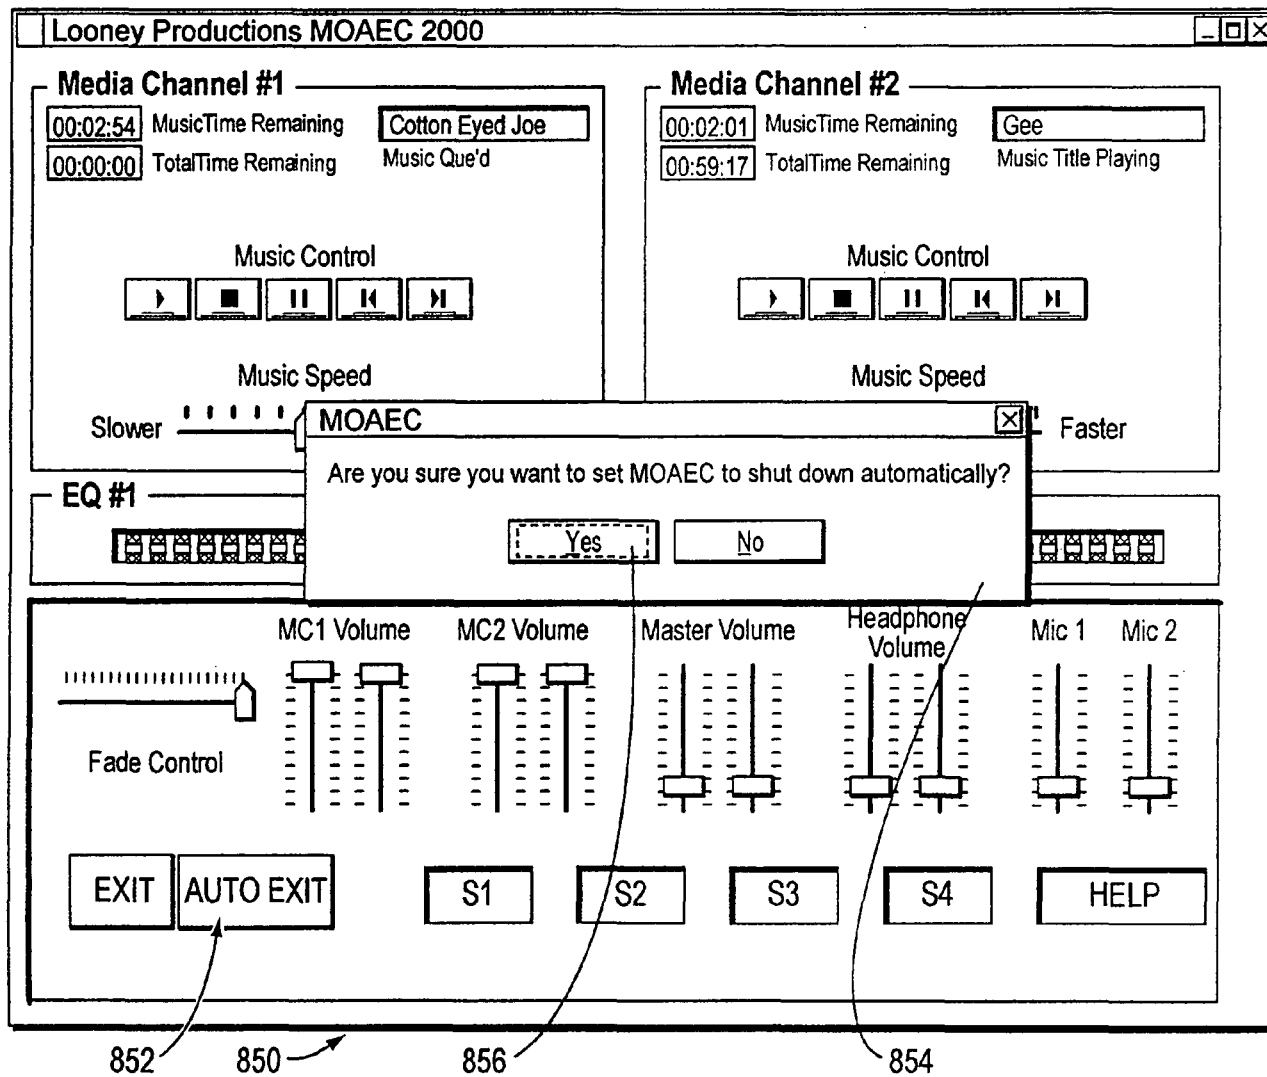 Looney Productions MOAEC 2000
Media Channel #1
00:02:54 MusicTime Remaining Cotton Eyed Joe
00:00:00 TotalTime Remaining Music Que'd
Music Control
Music Speed
Slower
Media Channel #2
00:02:01 MusicTime Remaining Gee
00:59:17 TotalTime Remaining Music Title Playing
Music Control
Music Speed
Faster
MOAEC
Are you sure you want to set MOAEC to shut down automatically?
Yes No
EQ #1
Fade Control
MC1 Volume
MC2 Volume
Master Volume
Headphone
Volume
Mic 1
Mic 2
EXIT AUTO EXIT S1 S2 S3 S4 HELP
852 850 856 854